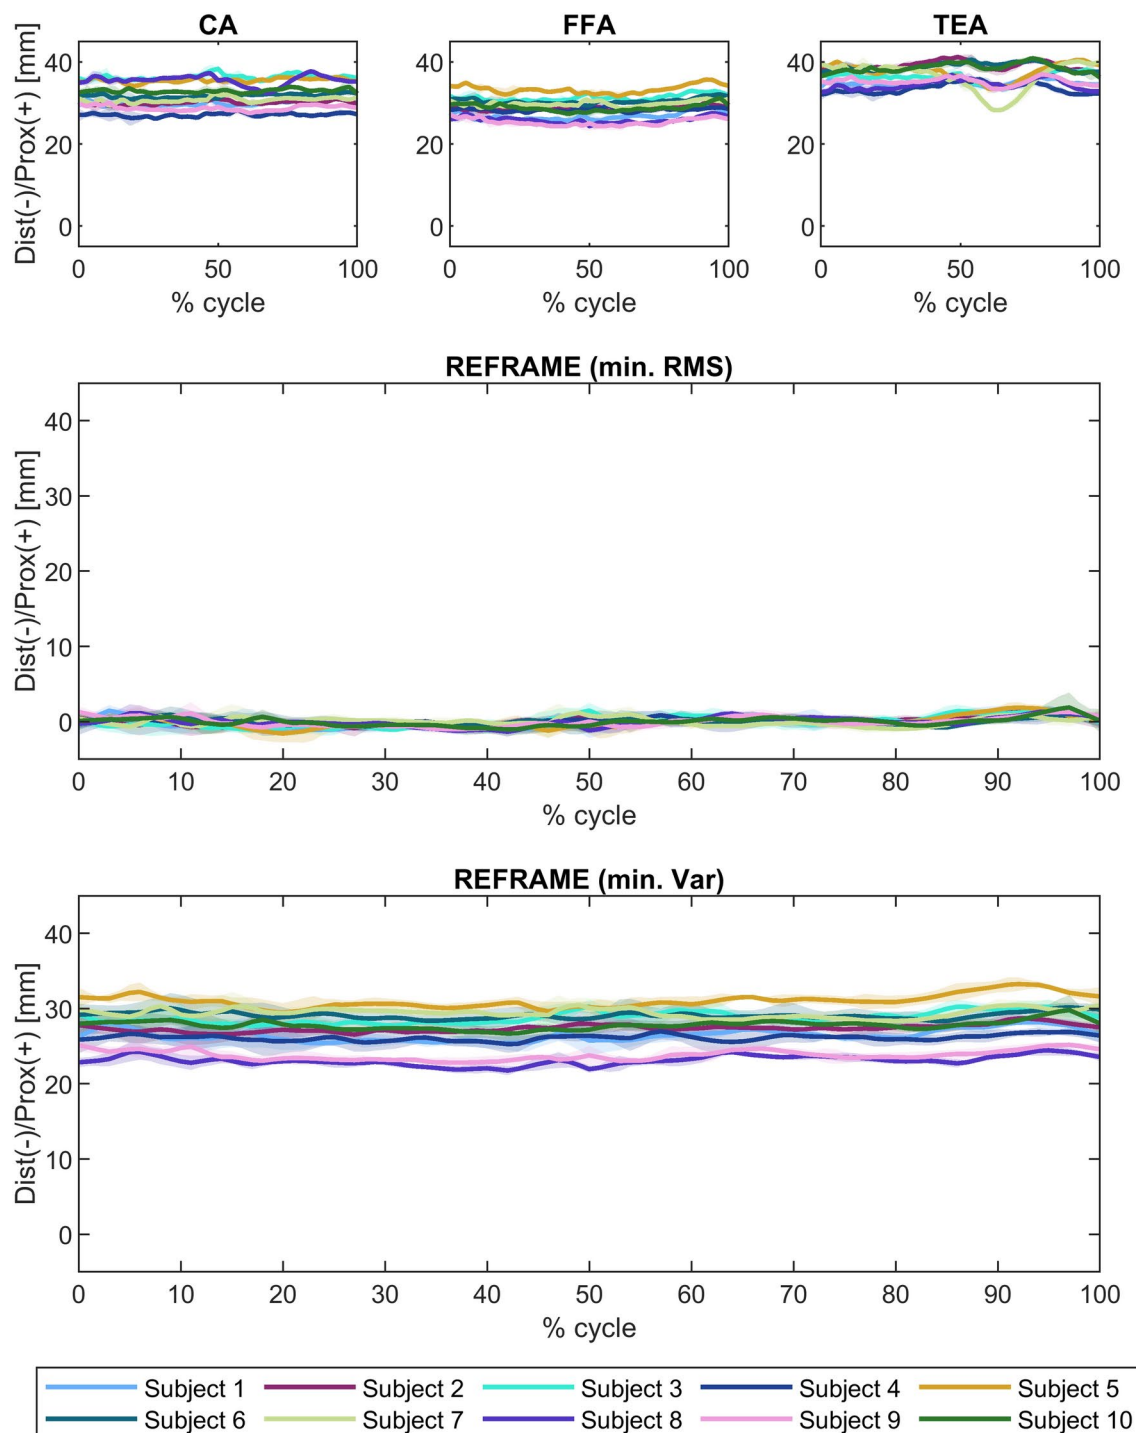 CA FFA TEA
Dist(-)/Prox(+) [mm]
40 40 40
20 20 20
0 0 0
0 50 100 0 50 100 0 50 100
% cycle % cycle % cycle
REFRAME (min. RMS)
Dist(-)/Prox(+) [mm]
40
30
20
10
0
0 10 20 30 40 50 60 70 80 90 100
% cycle
REFRAME (min. Var)
Dist(-)/Prox(+) [mm]
40
30
20
10
0
0 10 20 30 40 50 60 70 80 90 100
% cycle
Subject 1 Subject 2 Subject 3 Subject 4 Subject 5
Subject 6 Subject 7 Subject 8 Subject 9 Subject 10